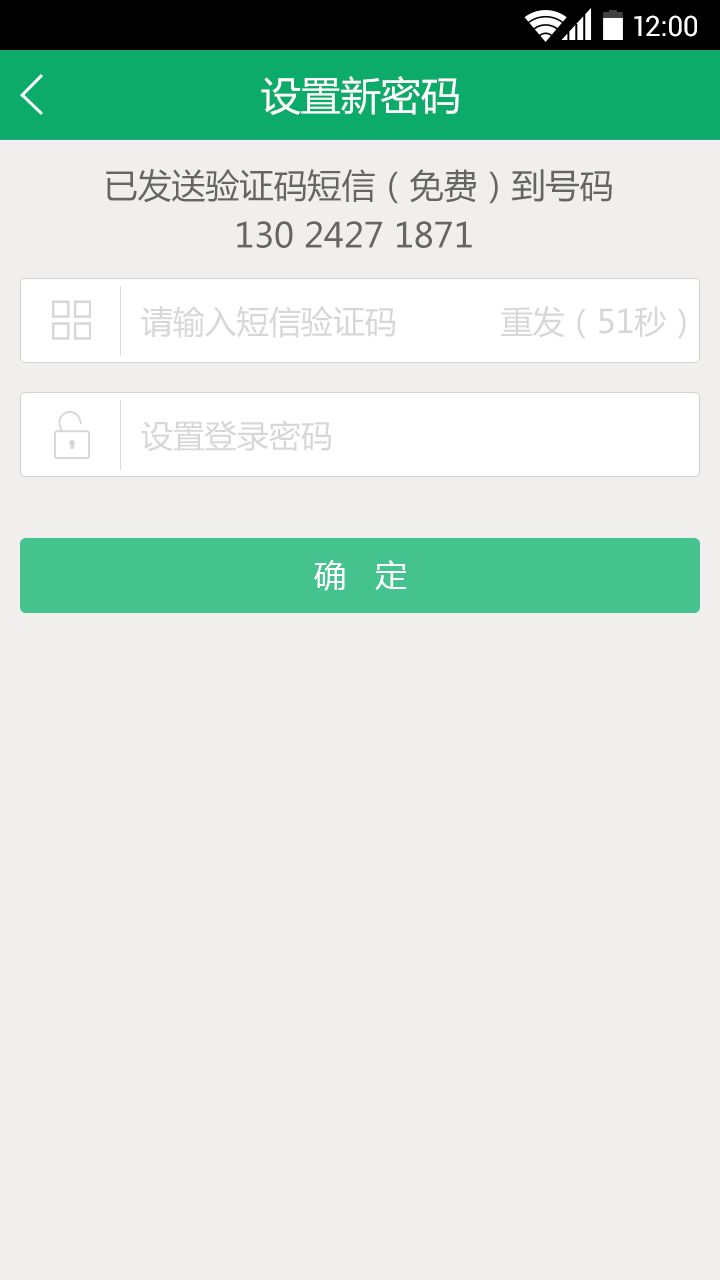 12:00
设置新密码
已发送验证码短信（免费）到号码
130 2427 1871
请输入短信验证码 重发（51秒）
设置登录密码
确 定